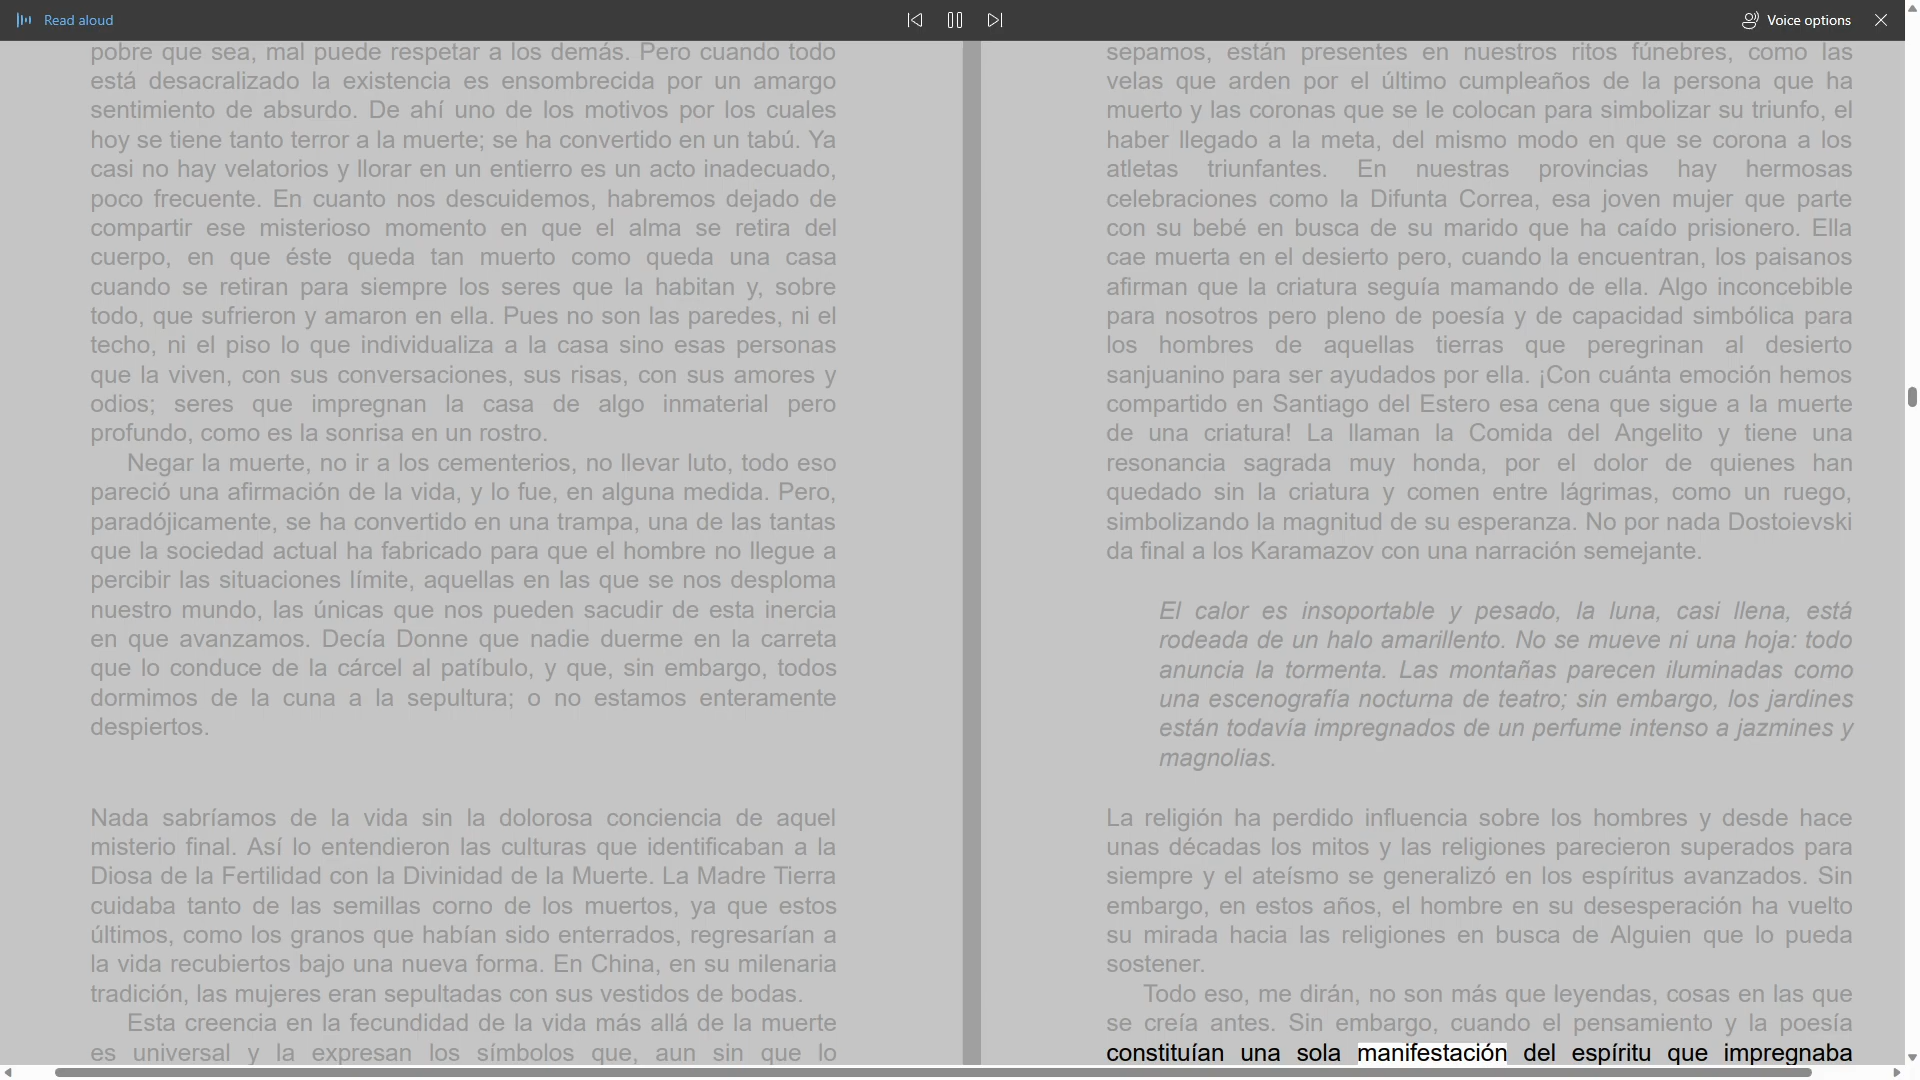 Read aloud
Voice options
pobre que sea, mal puede respetar a los demás. Pero cuando todo
está desacralizado la existencia es ensombrecida por un amargo
sentimiento de absurdo. De ahí uno de los motivos por los cuales
hoy se tiene tanto terror a la muerte; se ha convertido en un tabú. Ya
casi no hay velatorios y llorar en un entierro es un acto inadecuado,
poco frecuente. En cuanto nos descuidemos, habremos dejado de
compartir ese misterioso momento en que el alma se retira del
cuerpo, en que éste queda tan muerto como queda una casa
cuando se retiran para siempre los seres que la habitan y, sobre
todo, que sufrieron y amaron en ella. Pues no son las paredes, ni el
techo, ni el piso lo que individualiza a la casa sino esas personas
que la viven, con sus conversaciones, sus risas, con sus amores y
odios; seres que impregnan la casa de algo inmaterial pero
profundo, como es la sonrisa en un rostro.
Negar la muerte, no ir a los cementerios, no llevar luto, todo eso
pareció una afirmación de la vida, y lo fue, en alguna medida. Pero,
paradójicamente, se ha convertido en una trampa, una de las tantas
que la sociedad actual ha fabricado para que el hombre no llegue a
percibir las situaciones límite, aquellas en las que se nos desploma
nuestro mundo, las únicas que nos pueden sacudir de esta inercia
en que avanzamos. Decía Donne que nadie duerme en la carreta
que lo conduce de la cárcel al patíbulo, y que, sin embargo, todos
dormimos de la cuna a la sepultura; o no estamos enteramente
despiertos.
Nada sabríamos de la vida sin la dolorosa conciencia de aquel
misterio final. Así lo entendieron las culturas que identificaban a la
Diosa de la Fertilidad con la Divinidad de la Muerte. La Madre Tierra
cuidaba tanto de las semillas corno de los muertos, ya que estos
últimos, como los granos que habían sido enterrados, regresarían a
la vida recubiertos bajo una nueva forma. En China, en su milenaria
tradición, las mujeres eran sepultadas con sus vestidos de bodas.
Esta creencia en la fecundidad de la vida más allá de la muerte
es universal y la expresan los símbolos que, aun sin que lo
sepamos, están presentes en nuestros ritos fúnebres, como las
velas que arden por el último cumpleaños de la persona que ha
muerto y las coronas que se le colocan para simbolizar su triunfo, el
haber llegado a la meta, del mismo modo en que se corona a los
atletas triunfantes. En nuestras provincias hay hermosas
celebraciones como la Difunta Correa, esa joven mujer que parte
con su bebé en busca de su marido que ha caído prisionero. Ella
cae muerta en el desierto pero, cuando la encuentran, los paisanos
afirman que la criatura seguía mamando de ella. Algo inconcebible
para nosotros pero pleno de poesía y de capacidad simbólica para
los hombres de aquellas tierras que peregrinan al desierto
sanjuanino para ser ayudados por ella. ¡Con cuánta emoción hemos
compartido en Santiago del Estero esa cena que sigue a la muerte
de una criatura! La llaman la Comida del Angelito y tiene una
resonancia sagrada muy honda, por el dolor de quienes han
quedado sin la criatura y comen entre lágrimas, como un ruego,
simbolizando la magnitud de su esperanza. No por nada Dostoievski
da final a los Karamazov con una narración semejante.
El calor es insoportable y pesado, la luna, casi llena, está
rodeada de un halo amarillento. No se mueve ni una hoja: todo
anuncia la tormenta. Las montañas parecen iluminadas como
una escenografía nocturna de teatro; sin embargo, los jardines
están todavía impregnados de un perfume intenso a jazmines y
magnolias.
La religión ha perdido influencia sobre los hombres y desde hace
unas décadas los mitos y las religiones parecieron superados para
siempre y el ateísmo se generalizó en los espíritus avanzados. Sin
embargo, en estos años, el hombre en su desesperación ha vuelto
su mirada hacia las religiones en busca de Alguien que lo pueda
sostener.
Todo eso, me dirán, no son más que leyendas, cosas en las que
se creía antes. Sin embargo, cuando el pensamiento y la poesía
constituían una sola manifestación del espíritu que impregnaba